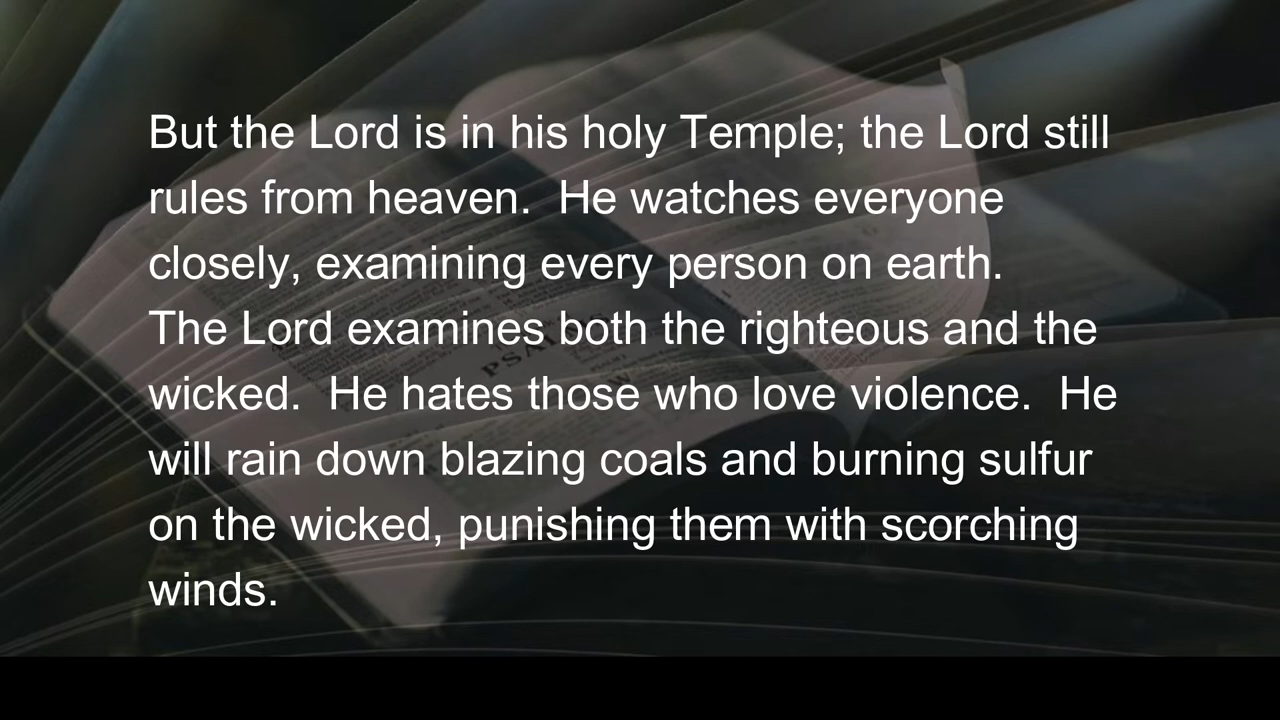 But the Lord is in his holy Temple; the Lord still
rules from heaven.  He watches everyone
closely, examining every person on earth.
The Lord examines both the righteous and the
wicked.  He hates those who love violence.  He
will rain down blazing coals and burning sulfur
on the wicked, punishing them with scorching
winds.